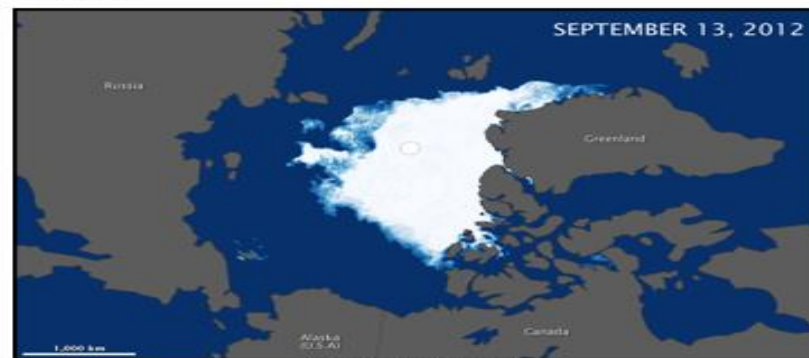 SEPTEMBER 13, 2012
Russia
Greenland
Alaska
(U.S.A)
Canada
1,000 km